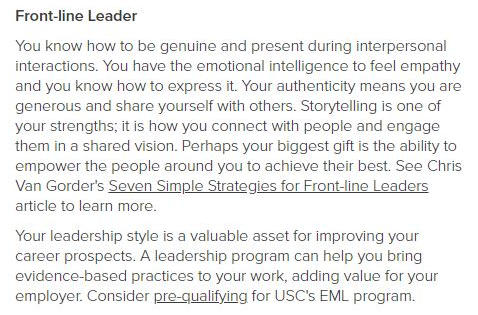 Front-line Leader
You know how to be genuine and present during interpersonal
interactions. You have the emotional intelligence to feel empathy
and you know how to express it. Your authenticity means you are
generous and share yourself with others. Storytelling is one of
your strengths; it is how you connect with people and engage
them in a shared vision. Perhaps your biggest gift is the ability to
empower the people around you to achieve their best. See Chris
Van Gorder's Seven Simple Strategies for Front-line Leaders
article to learn more.
Your leadership style is a valuable asset for improving your
career prospects. A leadership program can help you bring
evidence-based practices to your work, adding value for your
employer. Consider pre-qualifying for USC's EML program.